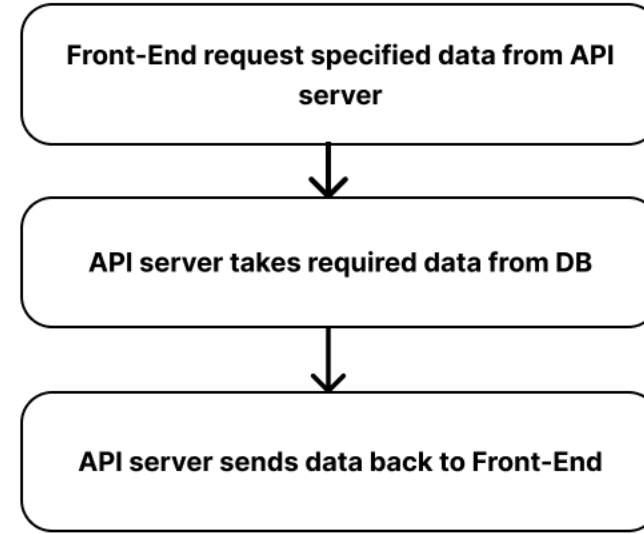 Front-End request specified data from API
server
API server takes required data from DB
API server sends data back to Front-End